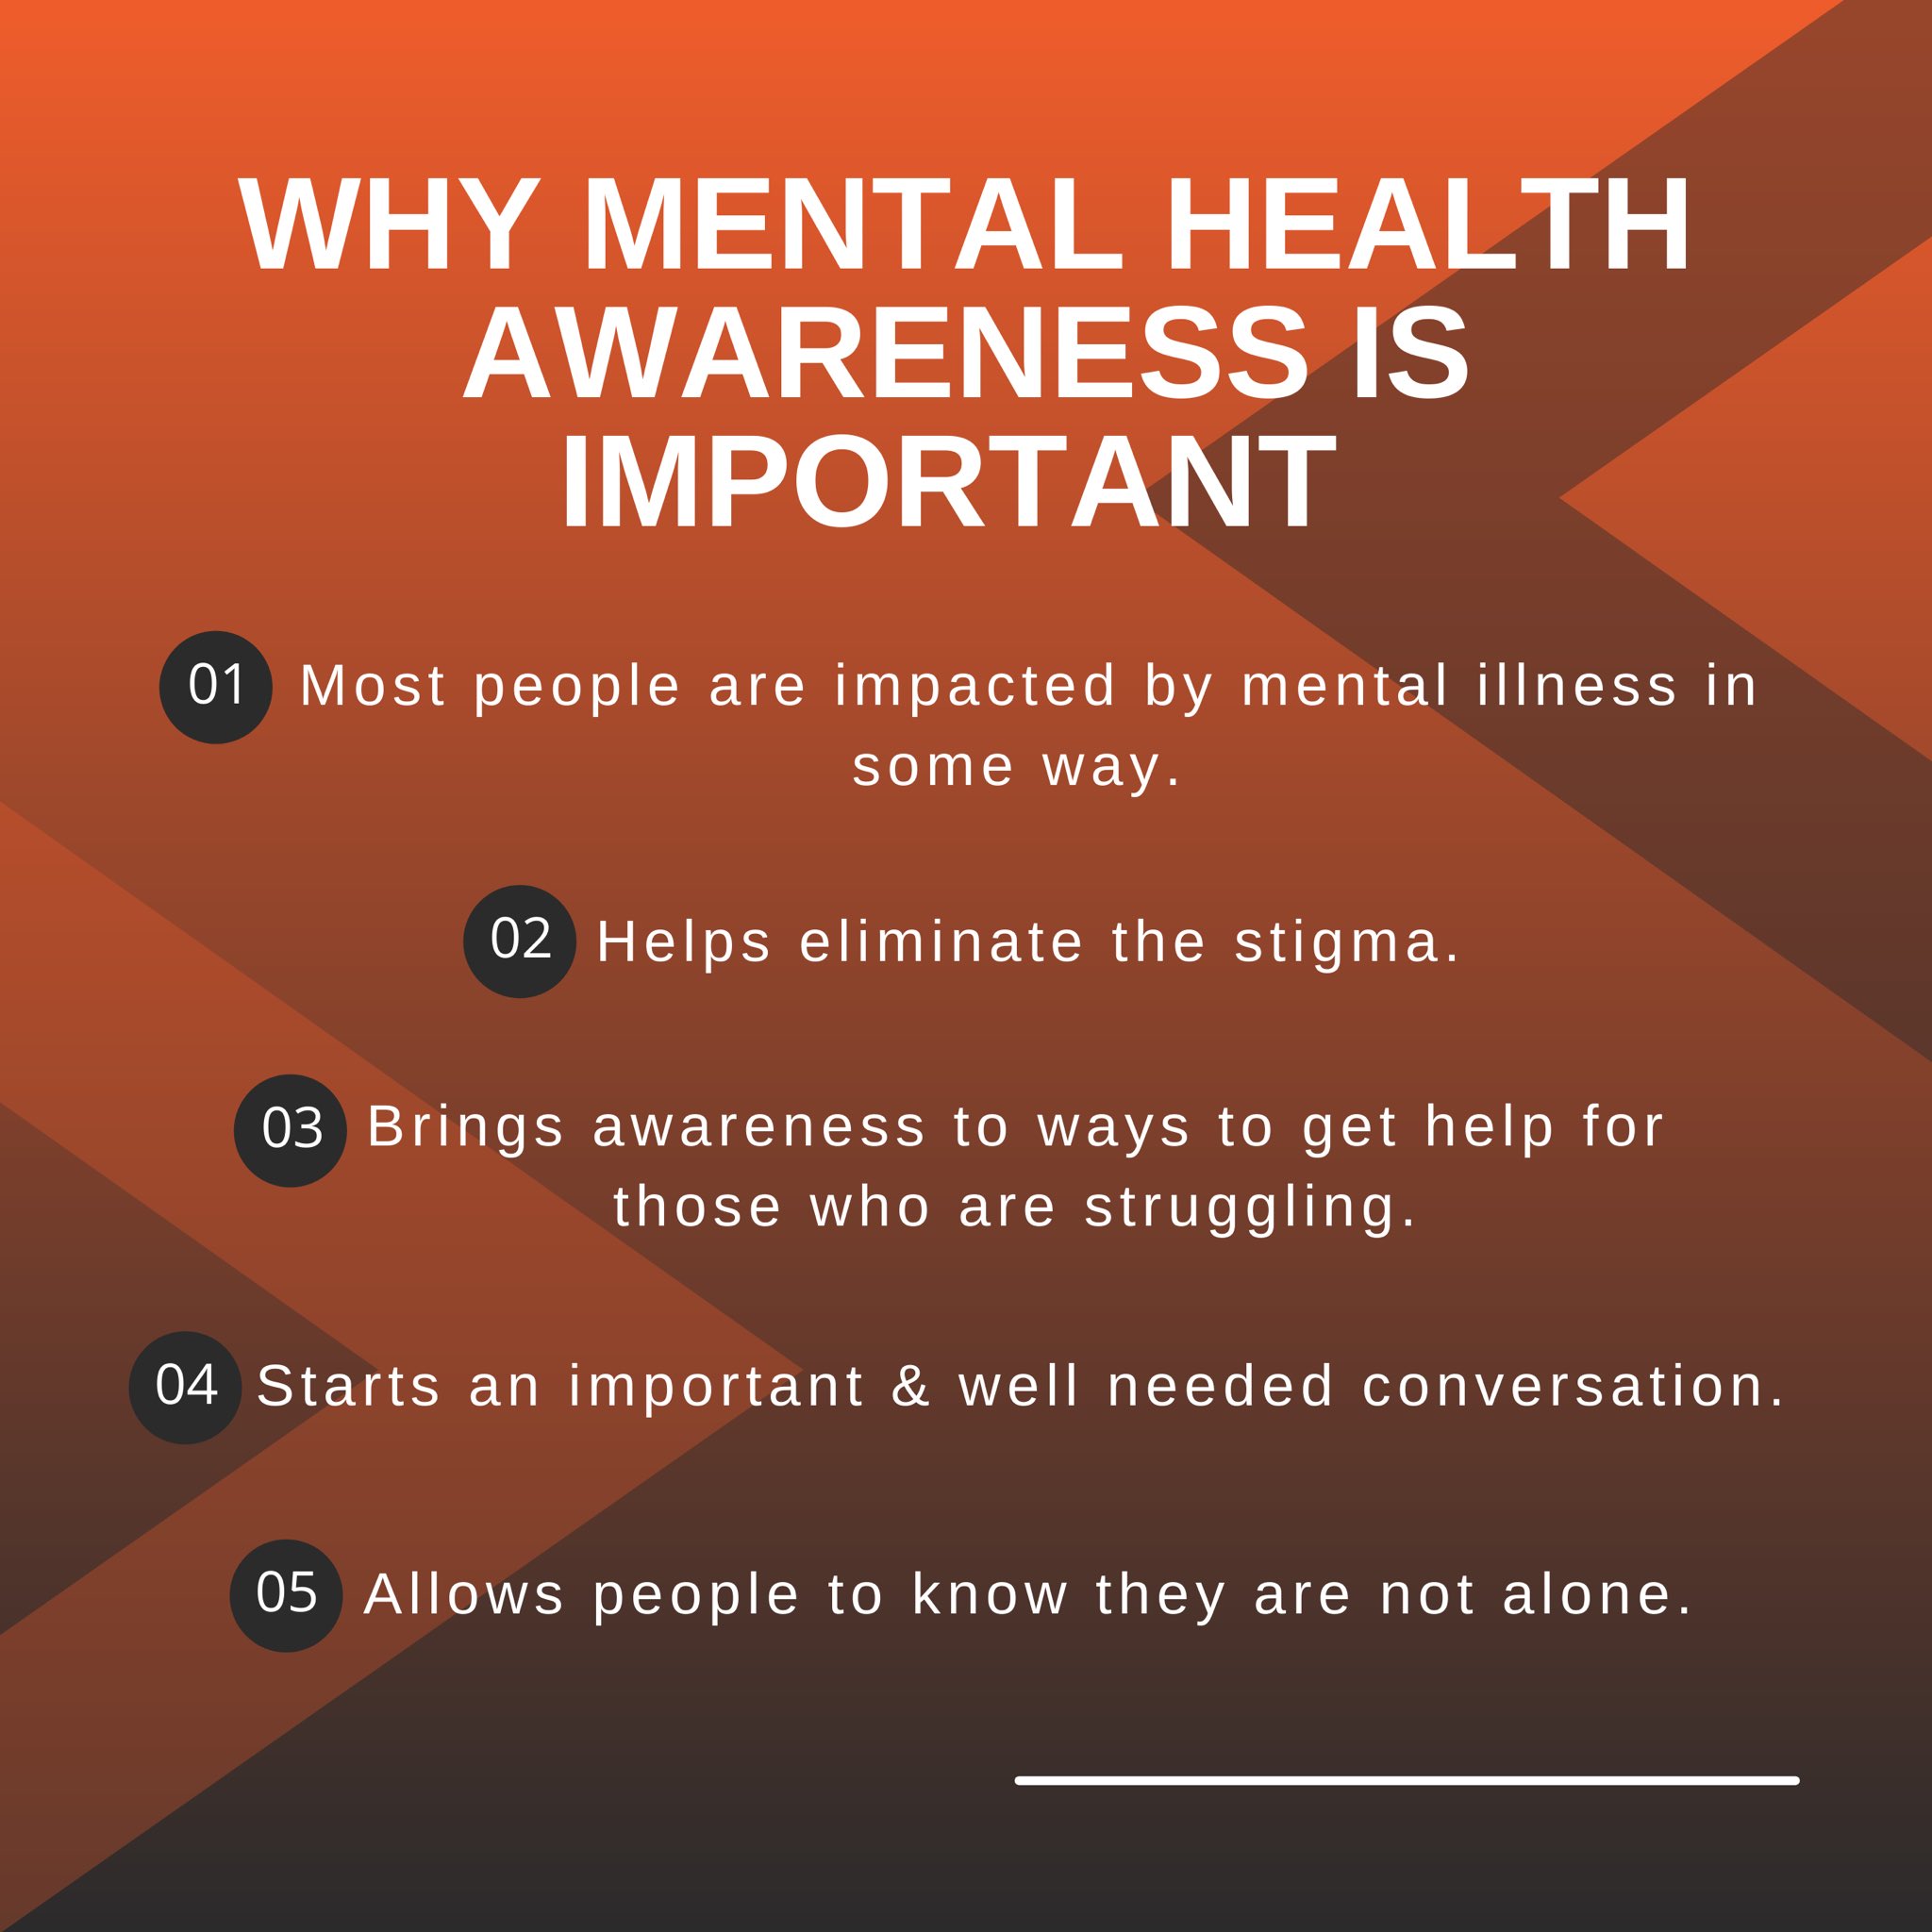 WHY MENTAL HEALTH
AWARENESS IS
IMPORTANT
01 Most people are impacted by mental illness in
some way.
02 Helps eliminate the stigma.
03 Brings awareness to ways to get help for
those who are struggling.
04 Starts an important & well needed conversation.
05 Allows people to know they are not alone.